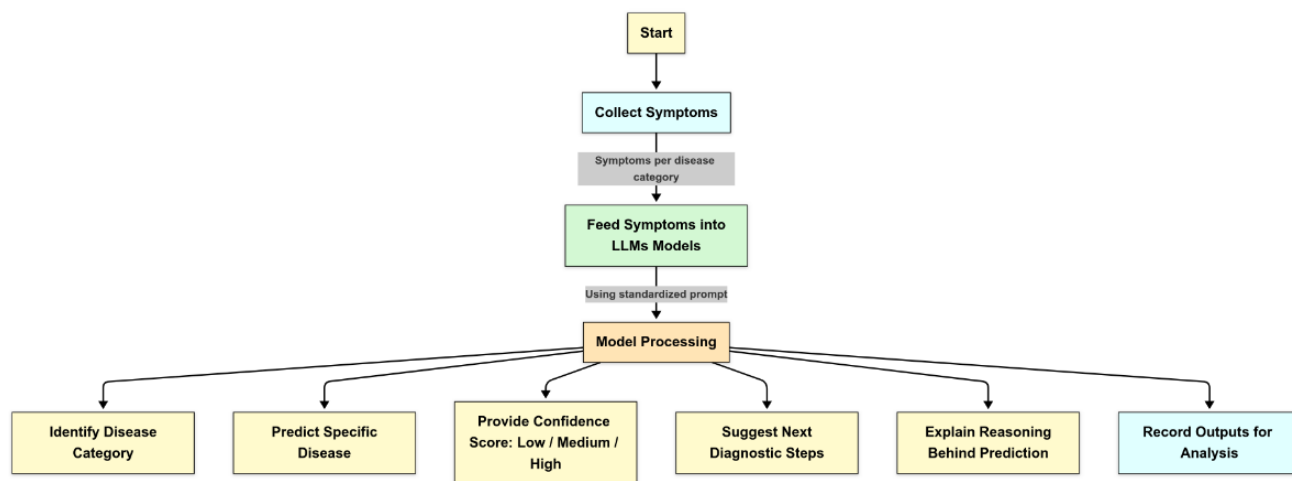 Start
Collect Symptoms
Symptoms per disease
category
Feed Symptoms into
LLMs Models
Using standardized prompt
Model Processing
Identify Disease
Category
Predict Specific
Disease
Provide Confidence
Score: Low / Medium /
High
Suggest Next
Diagnostic Steps
Explain Reasoning
Behind Prediction
Record Outputs for
Analysis